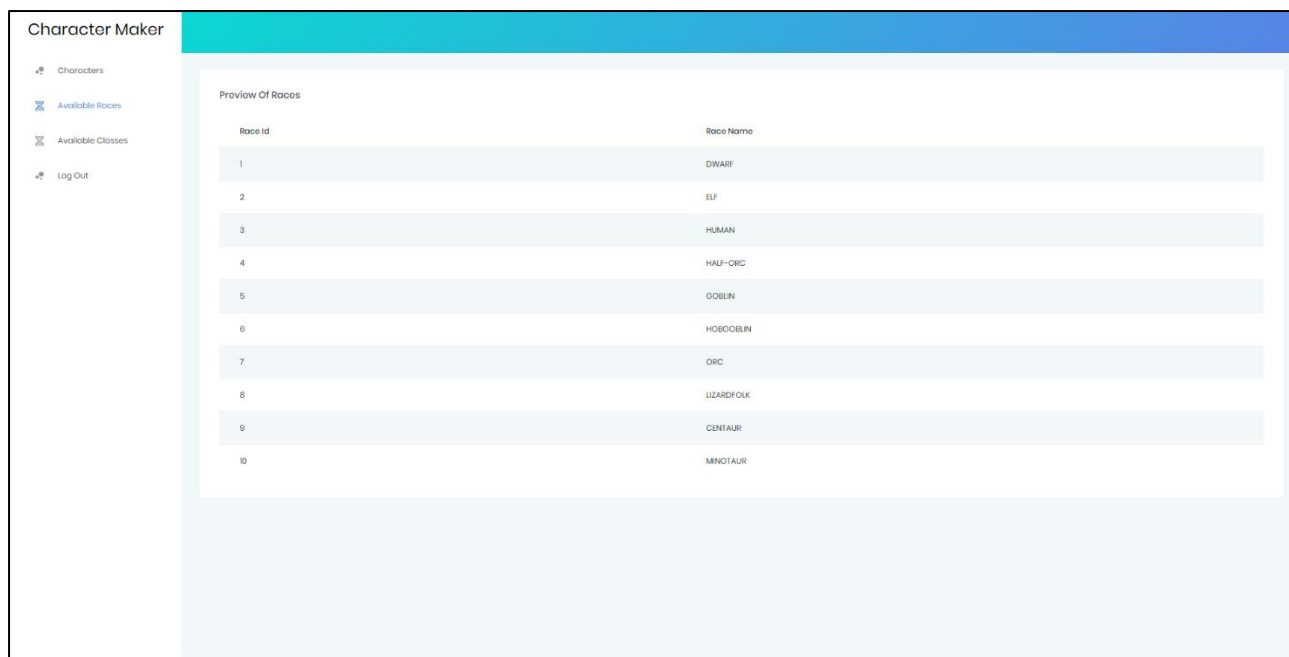 Character Maker
Characters
Available Races
Available Classes
Log Out
Preview Of Races
Race Id Race Name
1 DWARF
2 ELF
3 HUMAN
4 HALF-ORC
5 GOBLIN
6 HOBGOBLIN
7 ORC
8 LIZARDFOLK
9 CENTAUR
10 MINOTAUR